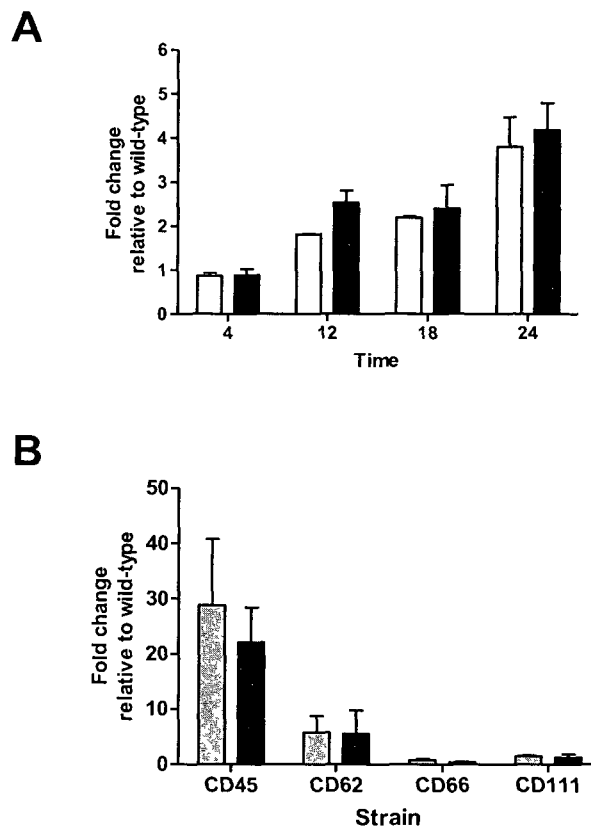 A
Fold change
relative to wild-type
6
5
4
3
2
1
0
4 12 18 24
Time
B
Fold change
relative to wild-type
50
40
30
20
10
0
CD45 CD62 CD66 CD111
Strain